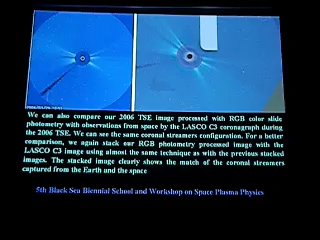 We can also compare our 2006 TSE image processed with RGB color slide
photometry with observations from space by the LASCO C3 coronagraph during
the 2006 TSE. We can see the same coronal streamers configuration. For a better
comparison, we again stack our RGB photometry processed image with the
LASCO C3 image using almost the same technique as with the previous stacked
images. The stacked image clearly shows the match of the coronal streamers
captured from the Earth and the space
5th Black Sea Biennial School and Workshop on Space Plasma Physics